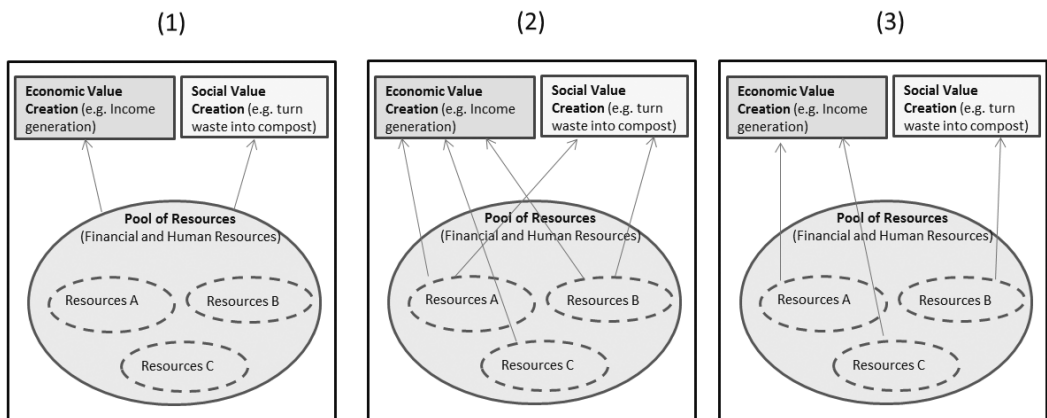 (1)
Economic Value
Creation (e.g. Income
generation)
Social Value
Creation (e.g. turn
waste into compost)
Pool of Resources
(Financial and Human Resources)
Resources A
Resources B
Resources C
(2)
Economic Value
Creation (e.g. Income
generation)
Social Value
Creation (e.g. turn
waste into compost)
Pool of Resources
(Financial and Human Resources)
Resources A
Resources B
Resources C
(3)
Economic Value
Creation (e.g. Income
generation)
Social Value
Creation (e.g. turn
waste into compost)
Pool of Resources
(Financial and Human Resources)
Resources A
Resources B
Resources C